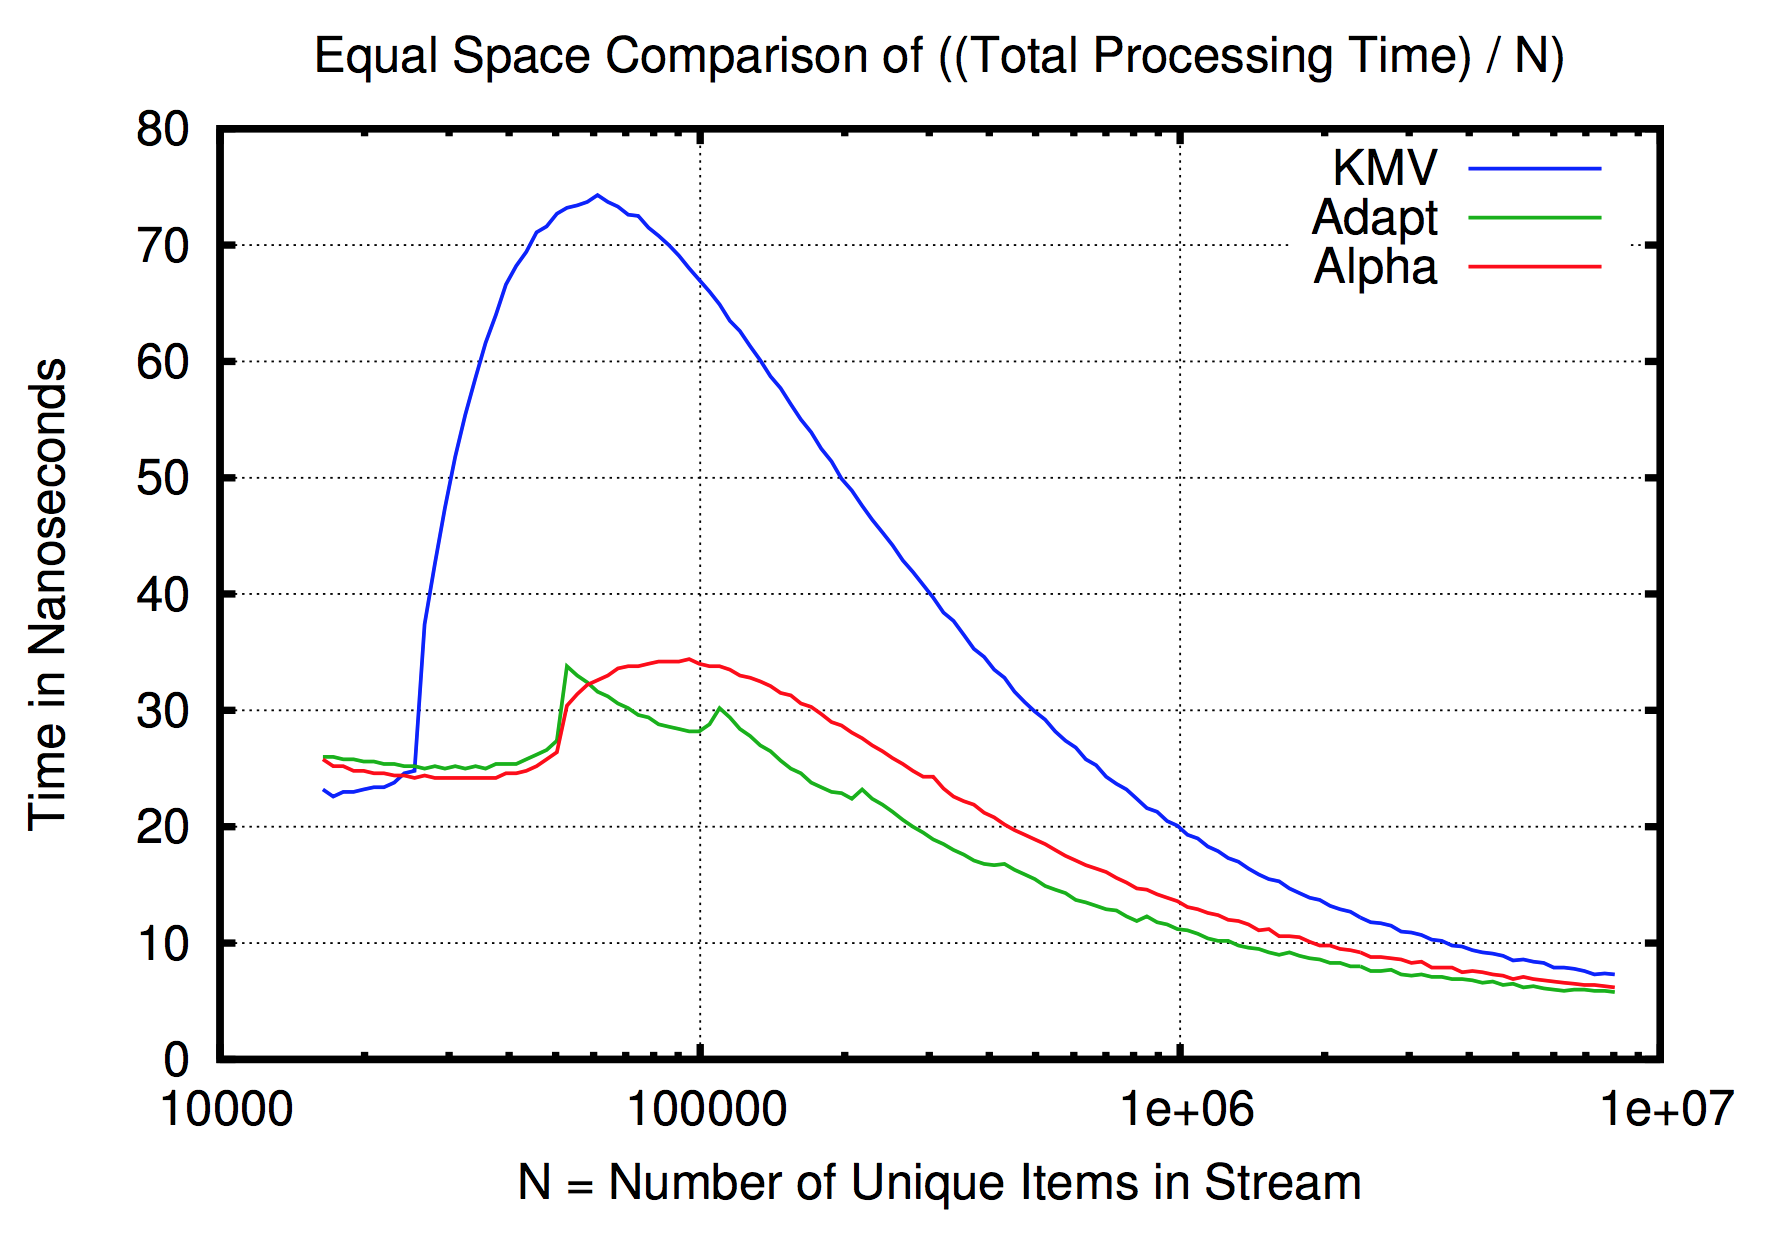 Equal Space Comparison of ((Total Processing Time) / N)
80
70
60
50
40
30
20
10
0
Time in Nanoseconds
KMV
Adapt
Alpha
10000 100000 1e+06 1e+07
N = Number of Unique Items in Stream